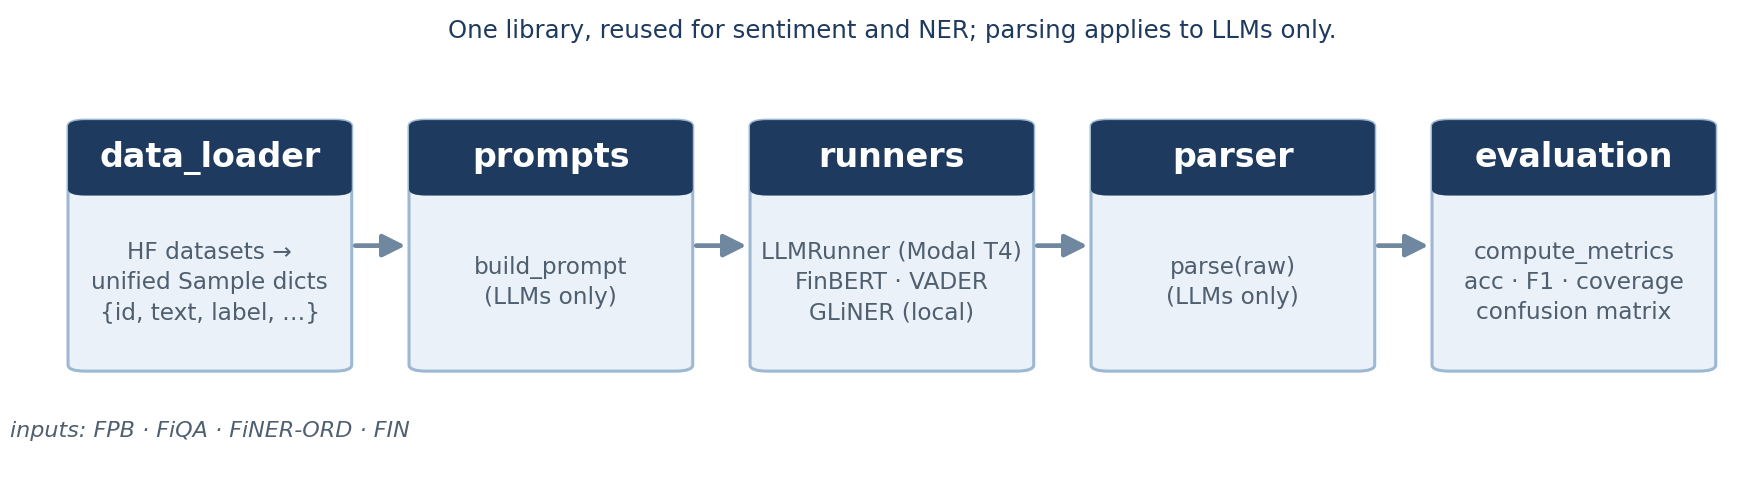 One library, reused for sentiment and NER; parsing applies to LLMs only.
data_loader
HF datasets →
unified Sample dicts
{id, text, label, …}
prompts
build_prompt
(LLMs only)
runners
LLMRunner (Modal T4)
FinBERT · VADER
GLiNER (local)
parser
parse(raw)
(LLMs only)
evaluation
compute_metrics
acc · F1 · coverage
confusion matrix
inputs: FPB · FiQA · FiNER-ORD · FIN